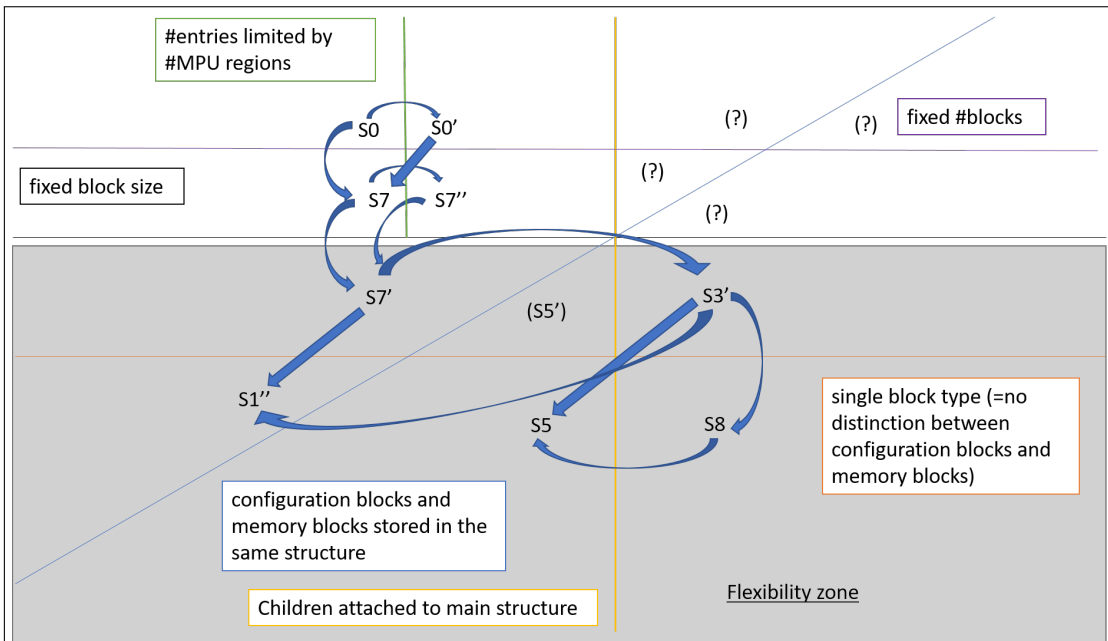 #entries limited by
#MPU regions
fixed #blocks
(?)
(?)
S0
S0’
(?)
fixed block size
S7
S7’’
(?)
S7’
(S5’)
S3’
S1’’
S5
S8
single block type (=no
distinction between
configuration blocks and
memory blocks)
configuration blocks and
memory blocks stored in the
same structure
Children attached to main structure
Flexibility zone